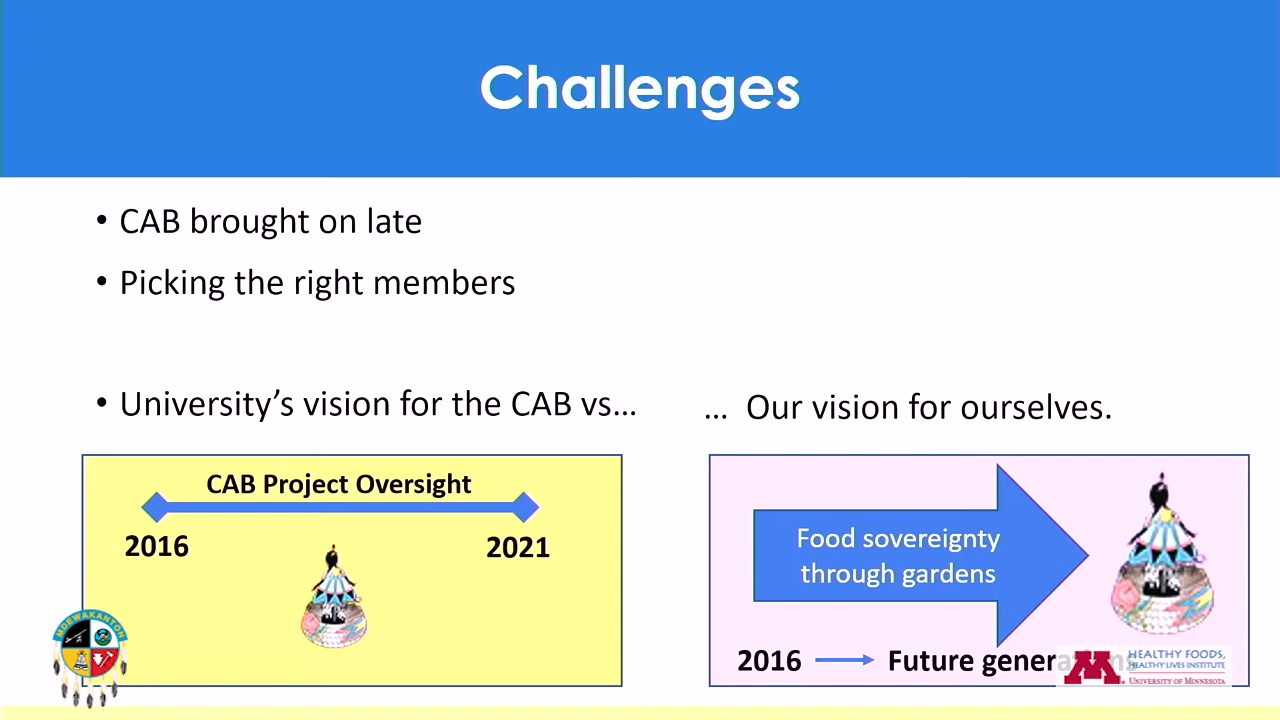 Challenges
• CAB brought on late
• Picking the right members
• University’s vision for the CAB vs…
… Our vision for ourselves.
CAB Project Oversight
2016
2021
Food sovereignty
through gardens
2016
Future generations
MDEWAKANTON
M
HEALTHY FOODS,
HEALTHY LIVES INSTITUTE
UNIVERSITY OF MINNESOTA